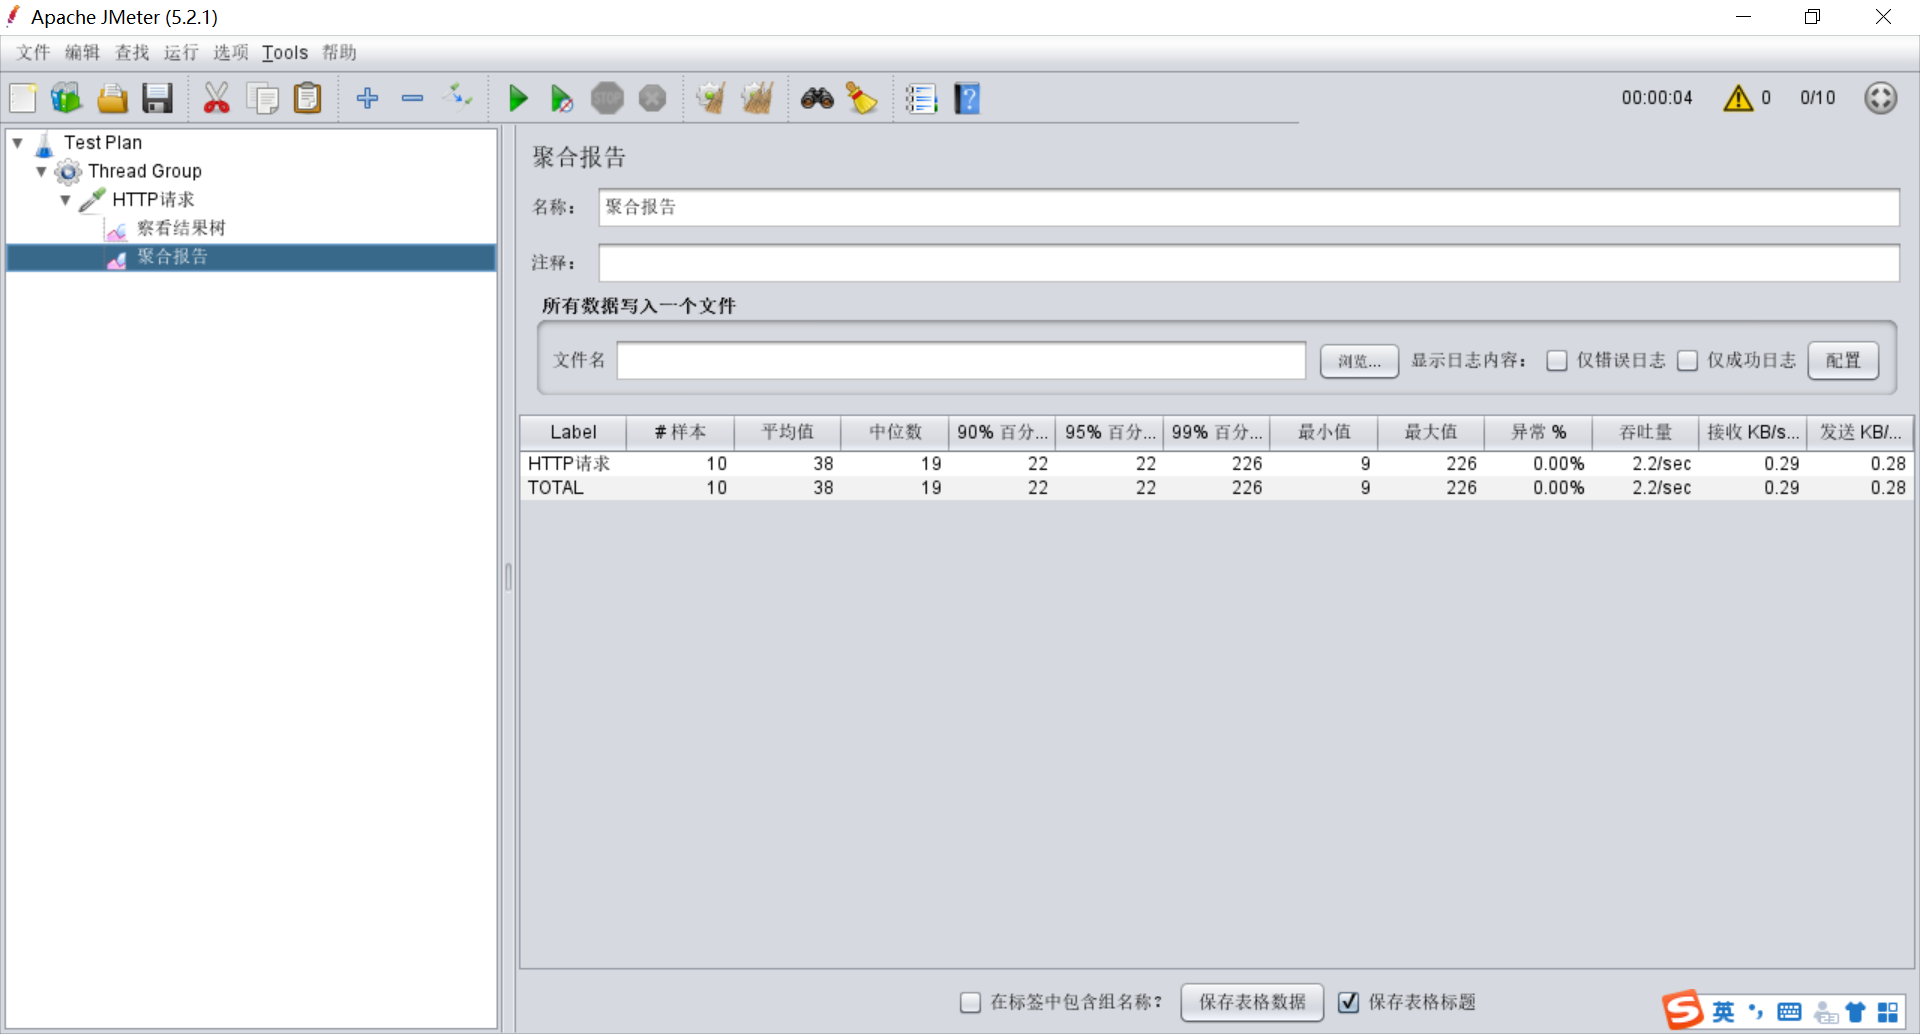 Apache JMeter (5.2.1)
文件 编辑 查找 运行 选项 Tools 帮助
STOP
00:00:04 0 0/10
Test Plan
Thread Group
HTTP请求
察看结果树
聚合报告
聚合报告
名称: 聚合报告
注释:
所有数据写入一个文件
文件名 浏览... 显示日志内容: 仅错误日志 仅成功日志 配置
Label # 样本 平均值 中位数 90% 百分... 95% 百分... 99% 百分... 最小值 最大值 异常 % 吞吐量 接收 KB/s... 发送 KB/...
HTTP请求 10 38 19 22 22 226 9 226 0.00% 2.2/sec 0.29 0.28
TOTAL 10 38 19 22 22 226 9 226 0.00% 2.2/sec 0.29 0.28
在标签中包含组名称? 保存表格数据 保存表格标题
英